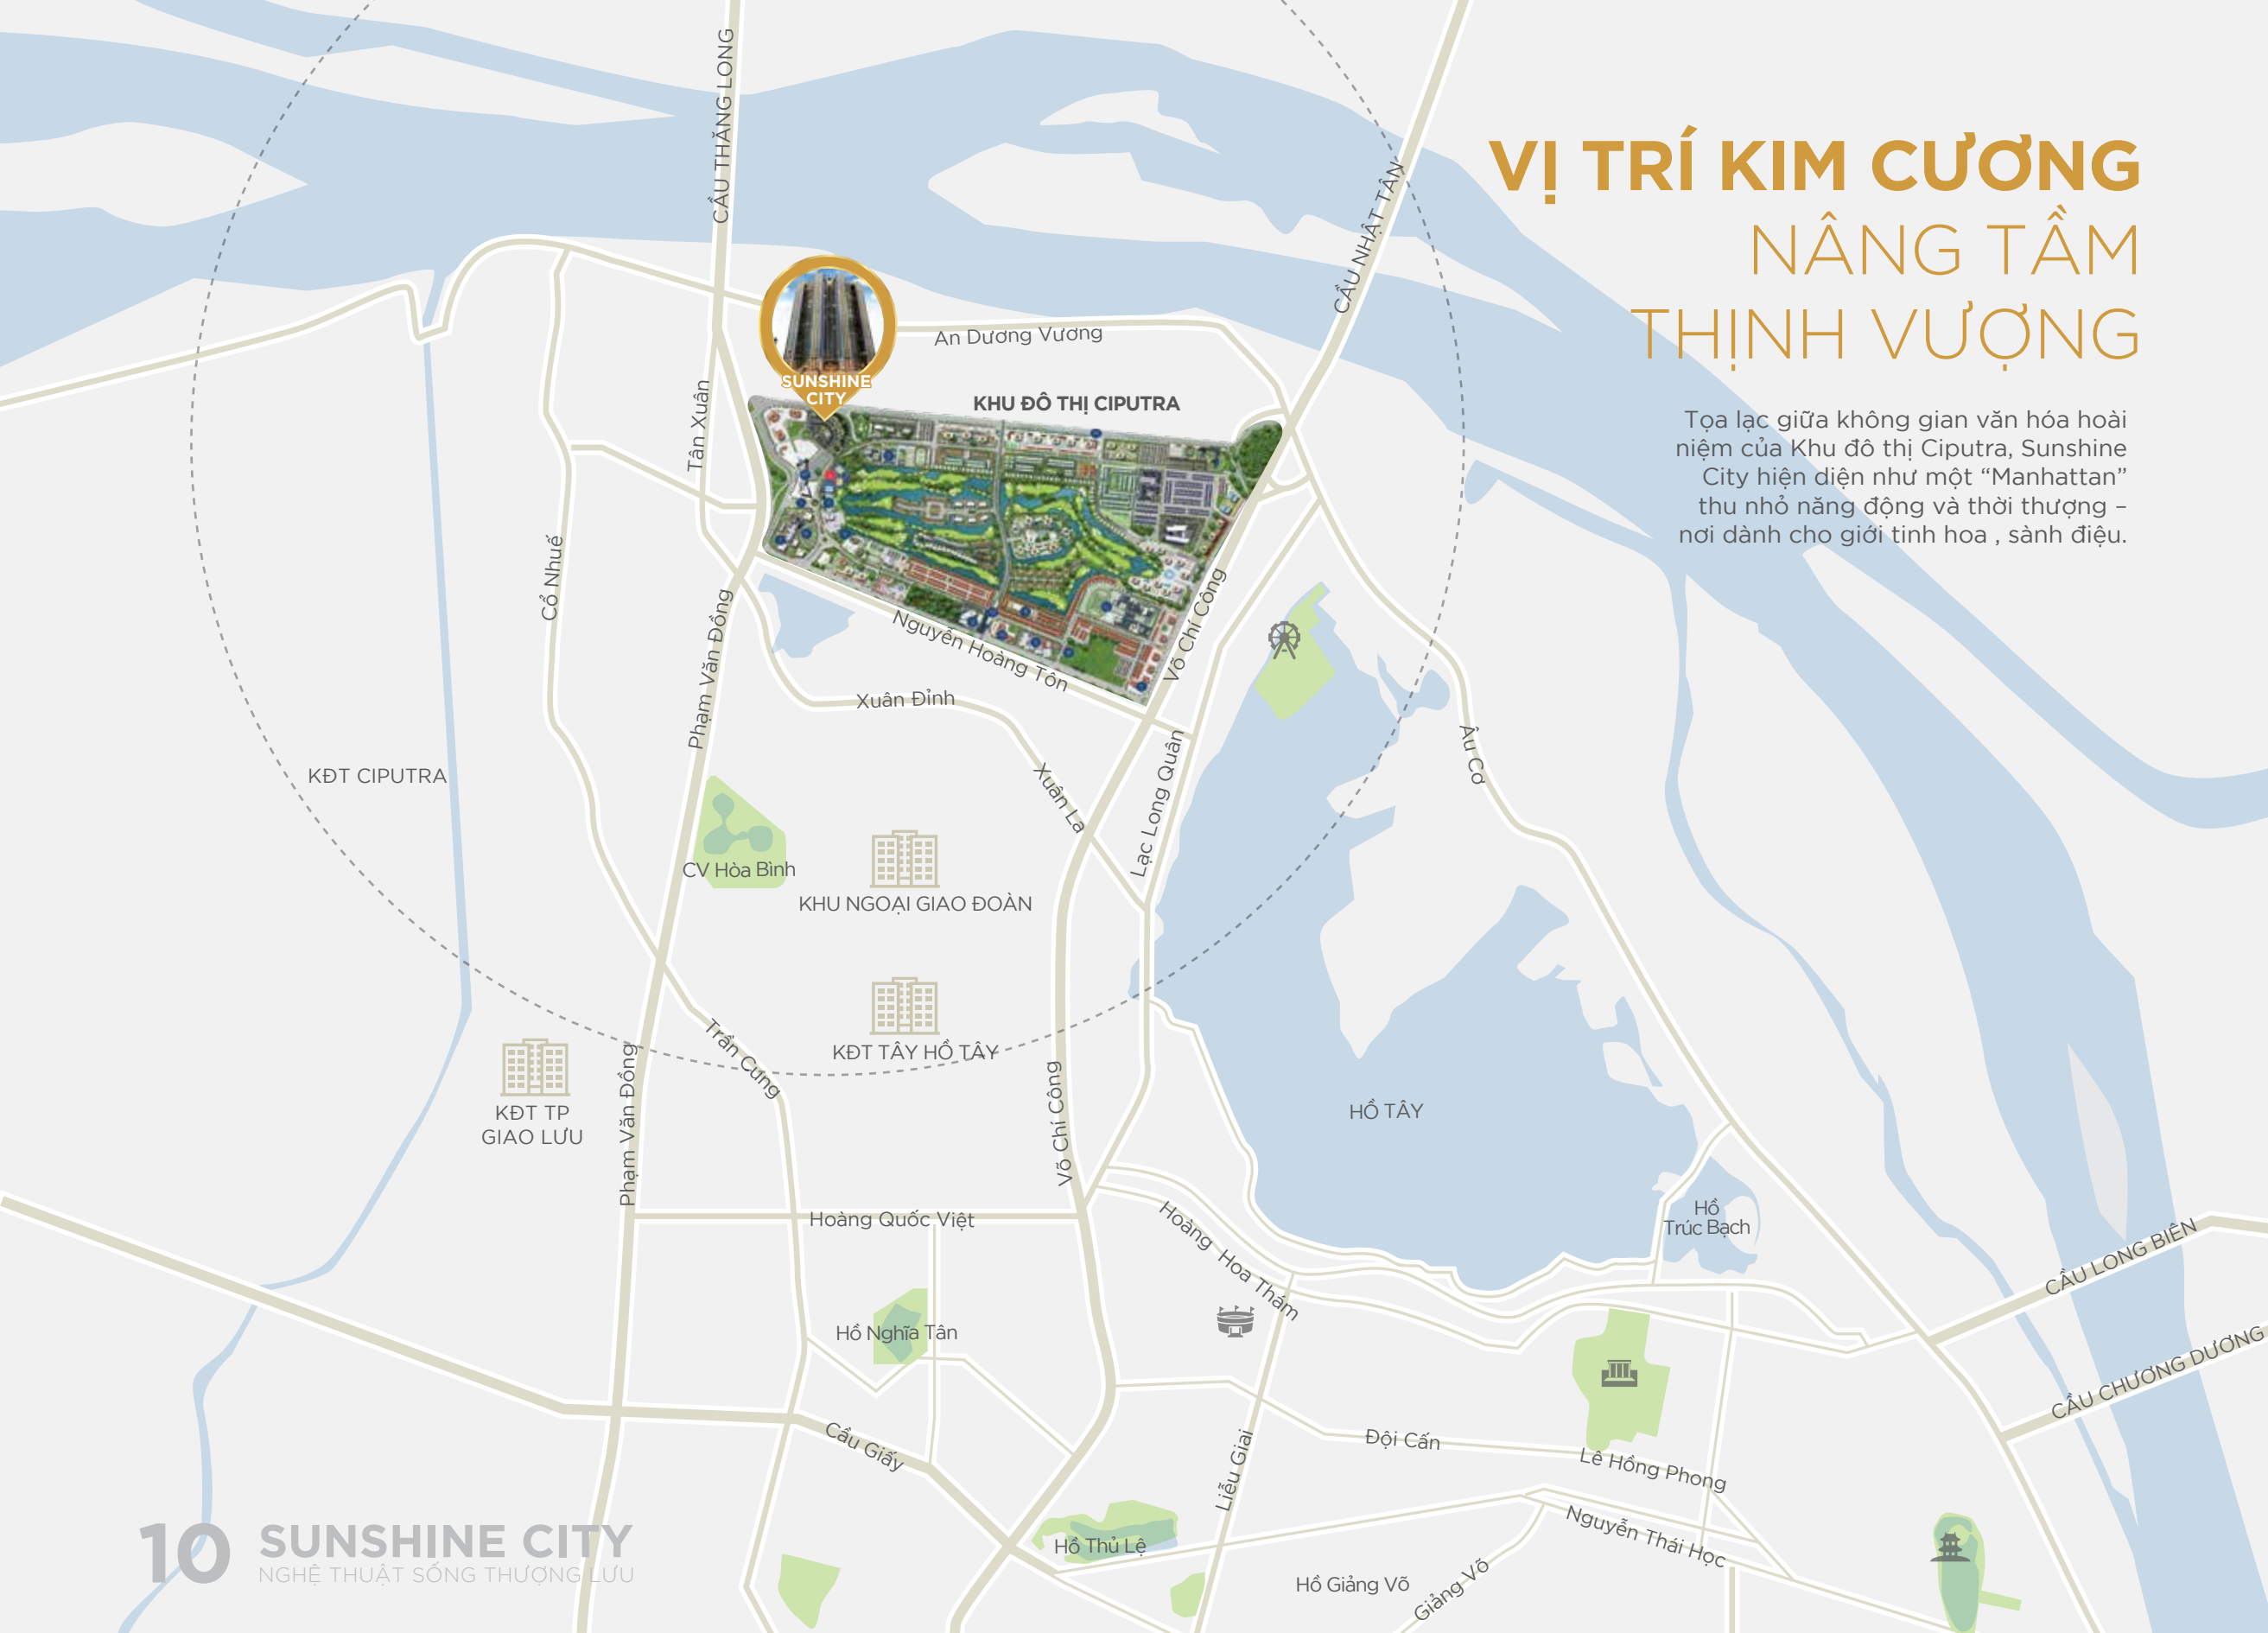 VỊ TRÍ KIM CƯƠNG
NÂNG TẦM
THỊNH VƯỢNG
Tọa lạc giữa không gian văn hóa hoài
niệm của Khu đô thị Ciputra, Sunshine
City hiện diện như một “Manhattan”
thu nhỏ năng động và thời thượng –
nơi dành cho giới tinh hoa , sành điệu.
CẦU THĂNG LONG
CẦU NHẬT TÂN
An Dương Vương
SUNSHINE
CITY
KHU ĐÔ THỊ CIPUTRA
Tân Xuân
Cổ Nhuế
Phạm Văn Đồng
Nguyễn Hoàng Tôn
Võ Chí Công
Xuân Đỉnh
Xuân La
Lạc Long Quân
Âu Cơ
KĐT CIPUTRA
CV Hòa Bình
KHU NGOẠI GIAO ĐOÀN
KĐT TÂY HỒ TÂY
Trần Cung
KĐT TP
GIAO LƯU
Phạm Văn Đồng
Võ Chí Công
HỒ TÂY
Hồ
Trúc Bạch
Hoàng Quốc Việt
Hoàng Hoa Thám
CẦU LONG BIÊN
CẦU CHƯƠNG DƯƠNG
Hồ Nghĩa Tân
Cầu Giấy
Liễu Giai
Đội Cấn
Lê Hồng Phong
Nguyễn Thái Học
Hồ Thủ Lệ
Hồ Giảng Võ
Giảng Võ
10
SUNSHINE CITY
NGHỆ THUẬT SỐNG THƯỢNG LƯU